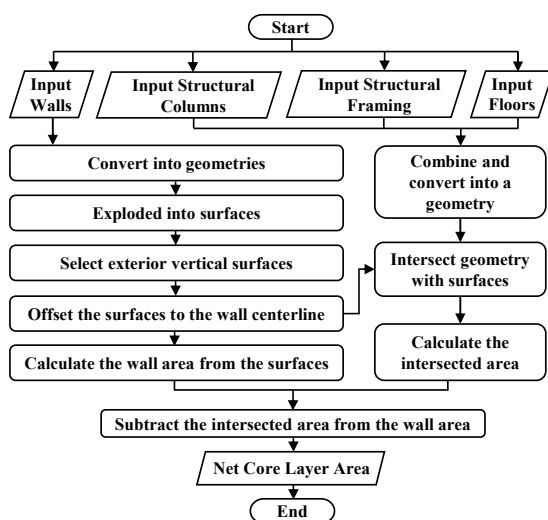 Start
Input
Walls
Input Structural
Columns
Input Structural
Framing
Input
Floors
Convert into geometries
Exploded into surfaces
Select exterior vertical surfaces
Offset the surfaces to the wall centerline
Calculate the wall area from the surfaces
Combine and
convert into a
geometry
Intersect geometry
with surfaces
Calculate the
intersected area
Subtract the intersected area from the wall area
Net Core Layer Area
End